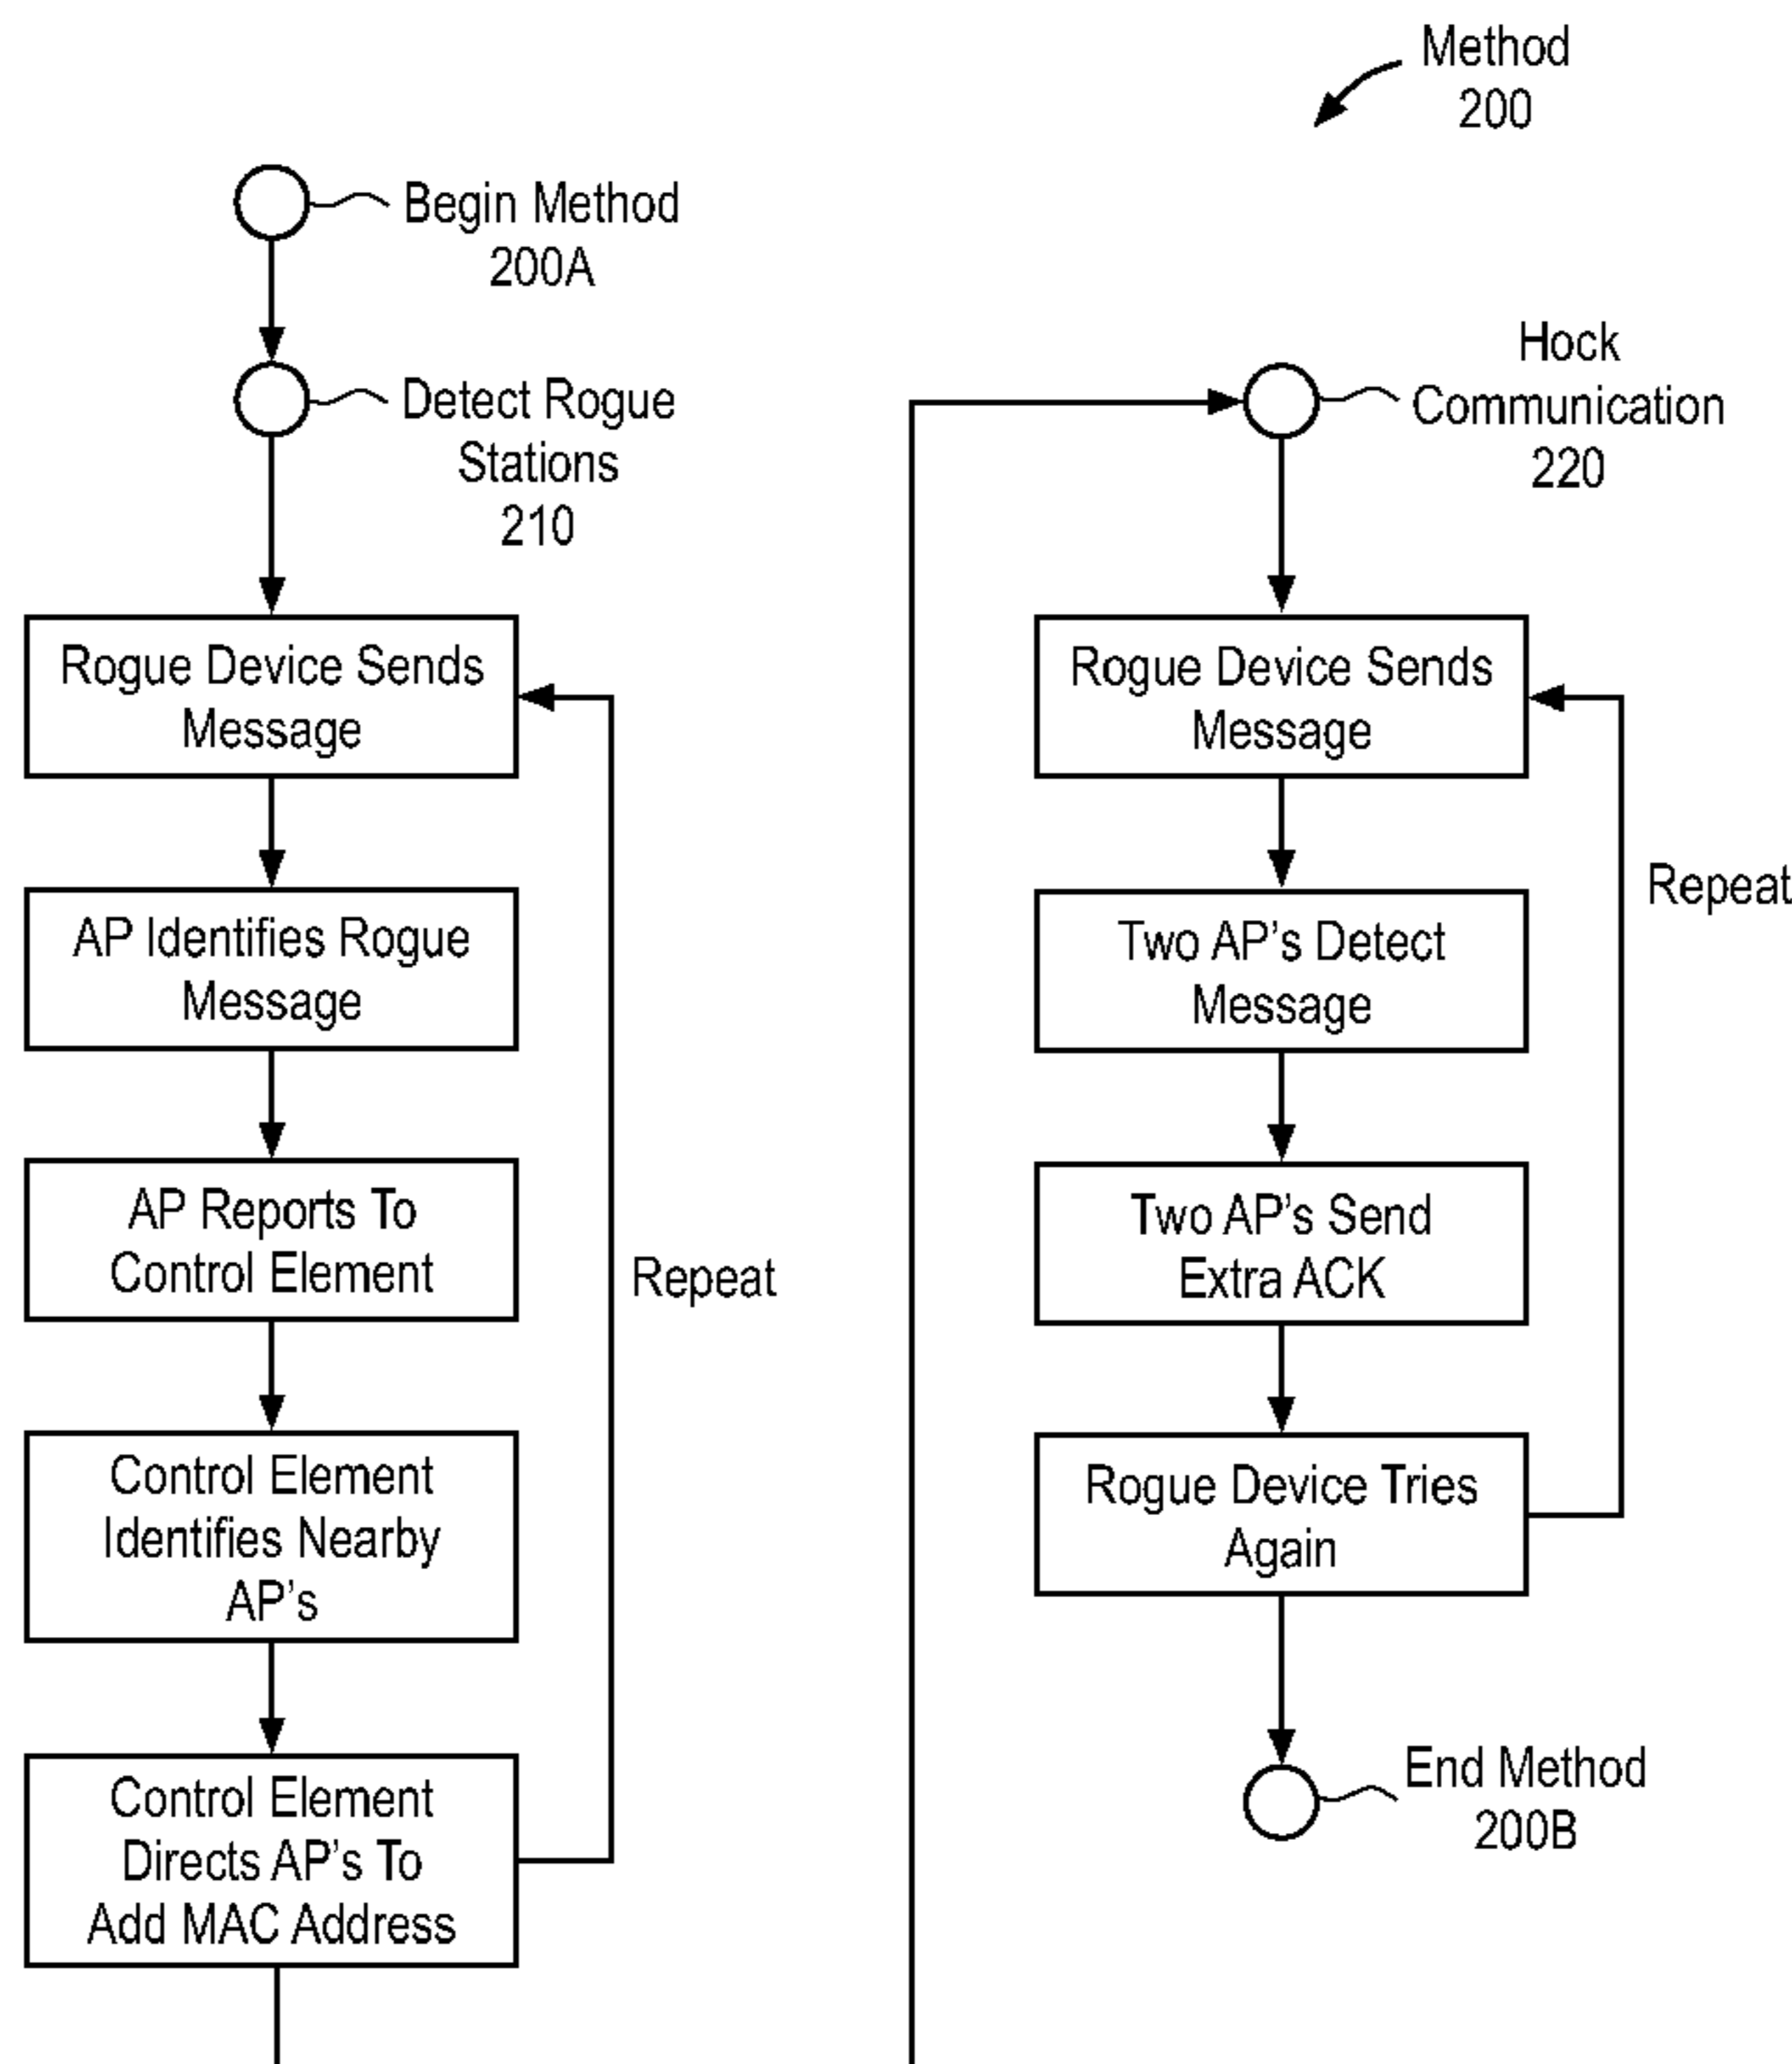 Method
200
Begin Method
200A
Detect Rogue
Stations
210
Rogue Device Sends
Message
AP Identifies Rogue
Message
AP Reports To
Control Element
Control Element
Identifies Nearby
AP's
Control Element
Directs AP's To
Add MAC Address
Repeat
Hock
Communication
220
Rogue Device Sends
Message
Two AP's Detect
Message
Two AP's Send
Extra ACK
Rogue Device Tries
Again
Repeat
End Method
200B